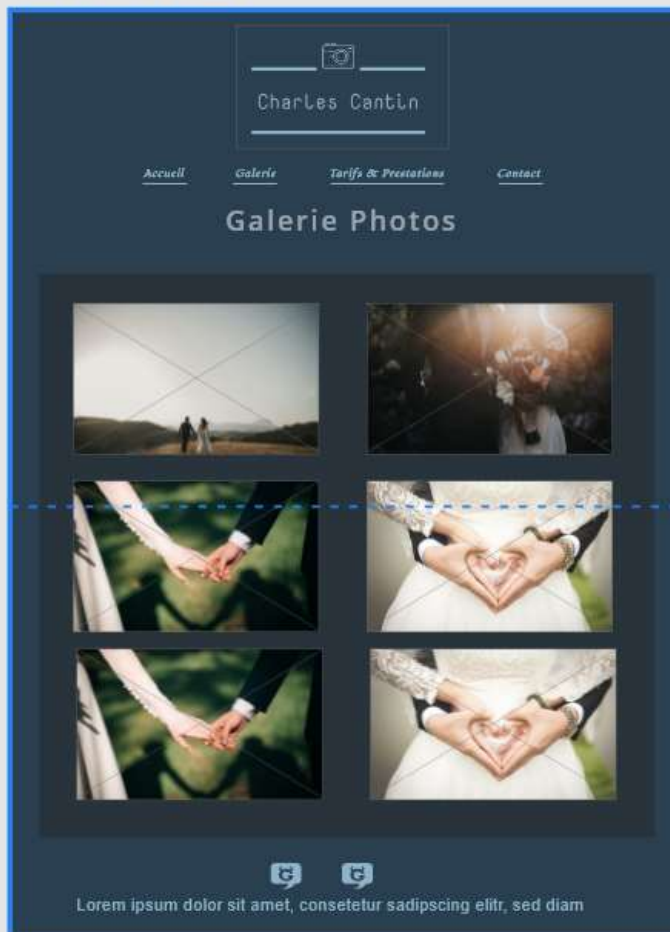 Charles Cantin
Accueil Galerie Tarifs & Prestations Contact
Galerie Photos
Lorem ipsum dolor sit amet, consetetur sadipscing elitr, sed diam